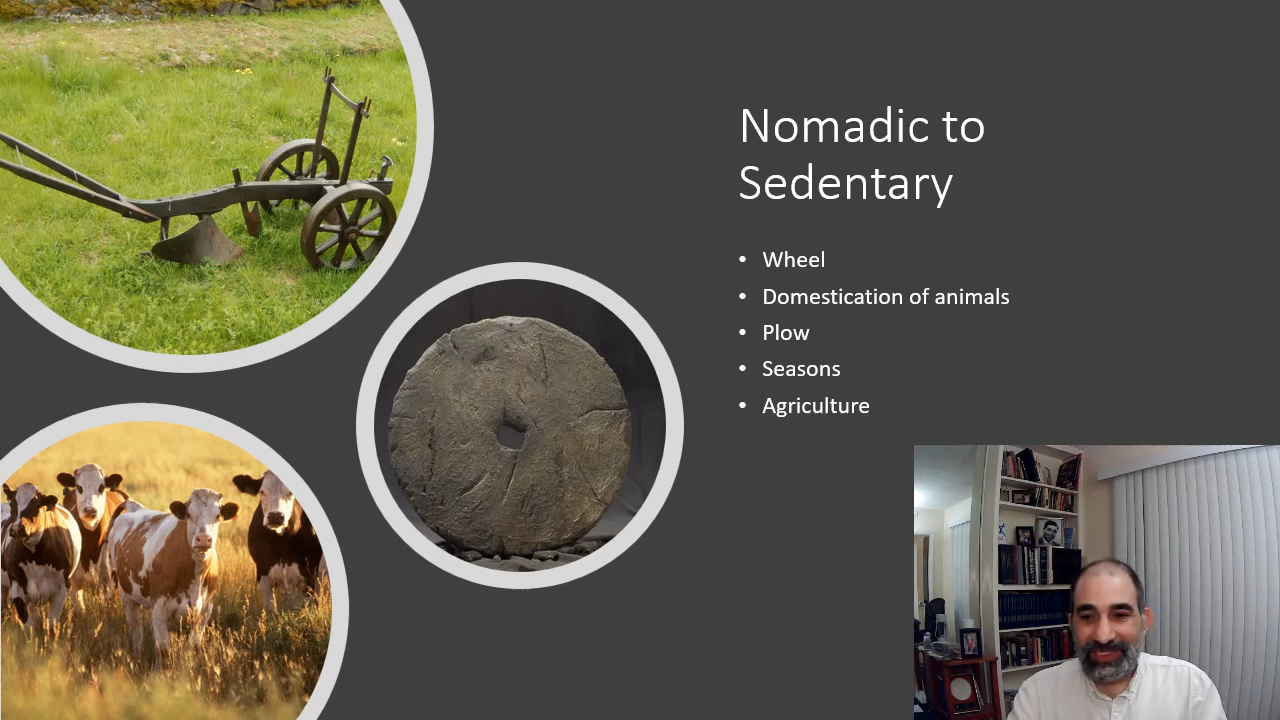 Nomadic to
Sedentary
• Wheel
• Domestication of animals
• Plow
• Seasons
• Agriculture